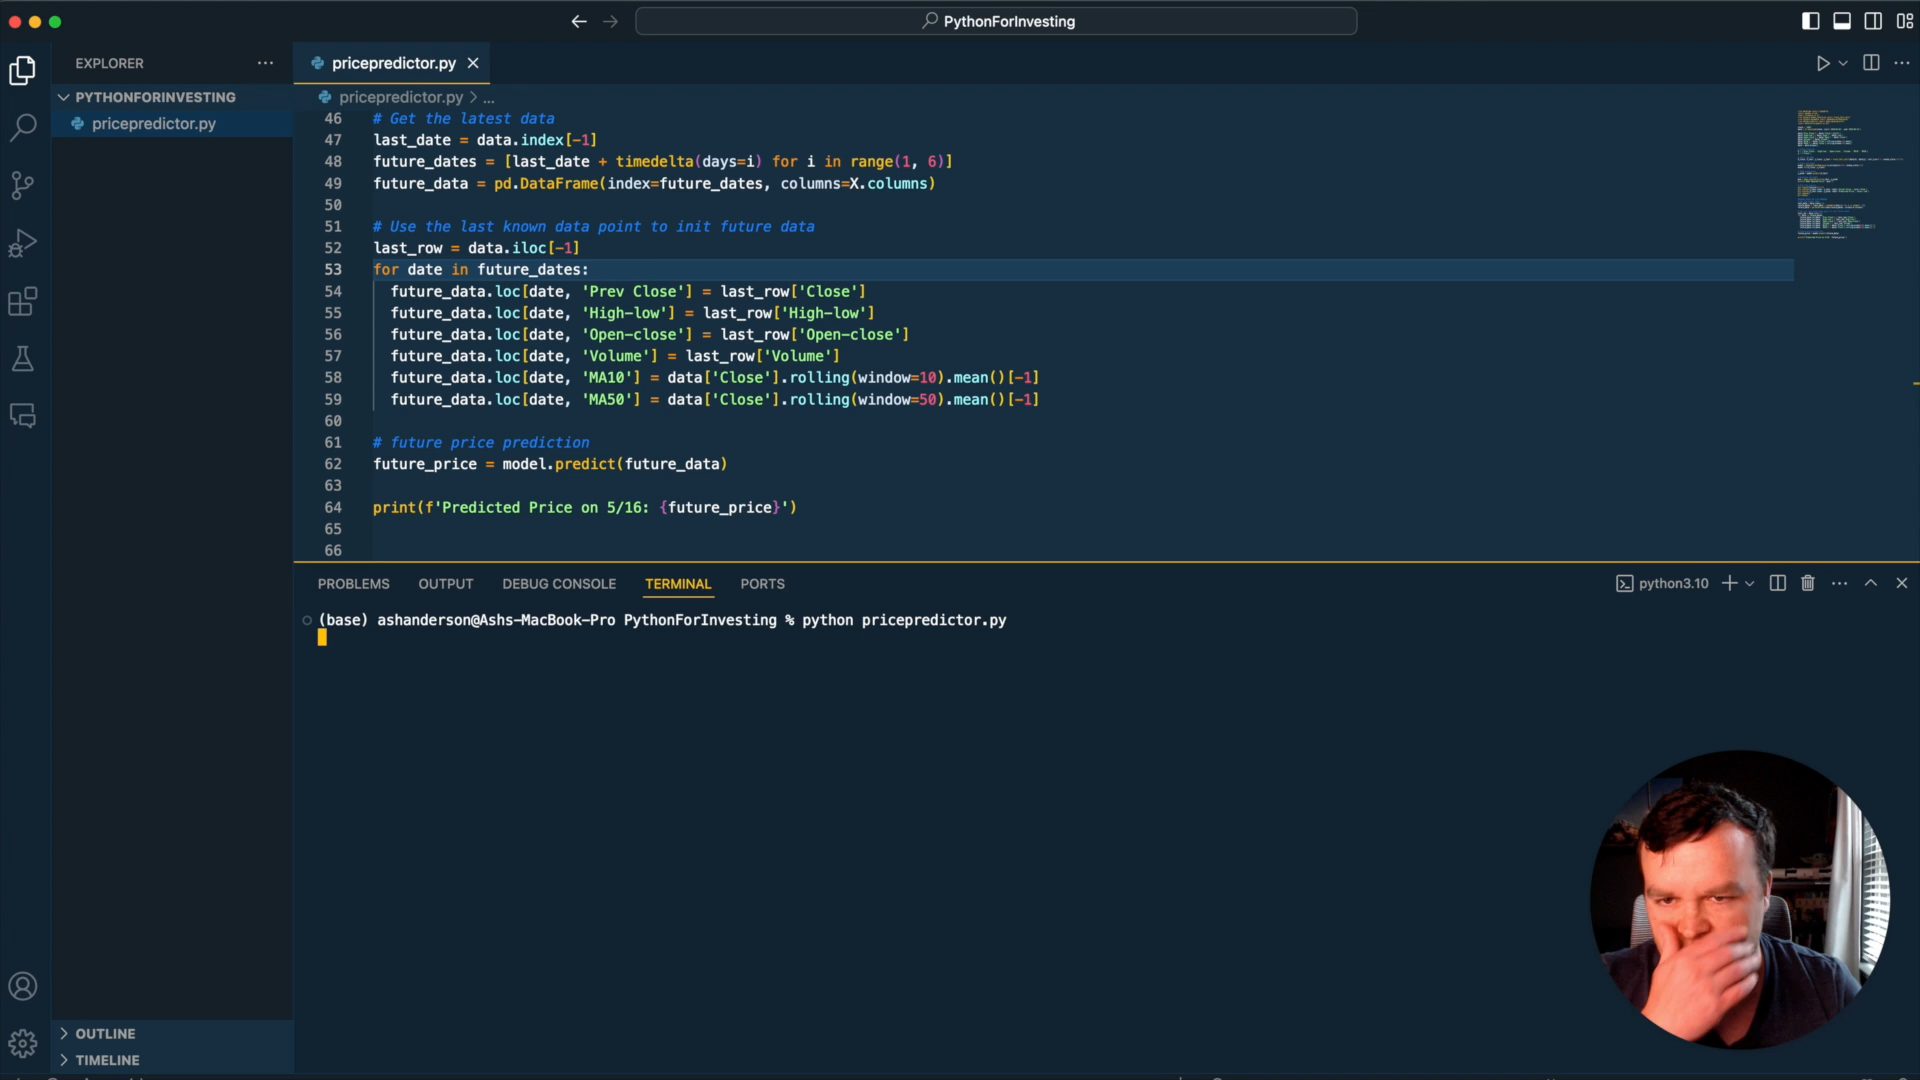 PythonForInvesting
EXPLORER
PYTHONFORINVESTING
pricepredictor.py
OUTLINE
TIMELINE
pricepredictor.py
pricepredictor.py > ...
46 # Get the latest data
47 last_date = data.index[-1]
48 future_dates = [last_date + timedelta(days=i) for i in range(1, 6)]
49 future_data = pd.DataFrame(index=future_dates, columns=X.columns)
50
51 # Use the last known data point to init future data
52 last_row = data.iloc[-1]
53 for date in future_dates:
54 future_data.loc[date, 'Prev Close'] = last_row['Close']
55 future_data.loc[date, 'High-low'] = last_row['High-low']
56 future_data.loc[date, 'Open-close'] = last_row['Open-close']
57 future_data.loc[date, 'Volume'] = last_row['Volume']
58 future_data.loc[date, 'MA10'] = data['Close'].rolling(window=10).mean()[-1]
59 future_data.loc[date, 'MA50'] = data['Close'].rolling(window=50).mean()[-1]
60
61 # future price prediction
62 future_price = model.predict(future_data)
63
64 print(f'Predicted Price on 5/16: {future_price}')
65
66
PROBLEMS OUTPUT DEBUG CONSOLE TERMINAL PORTS
python3.10
(base) ashanderson@Ashs-MacBook-Pro PythonForInvesting % python pricepredictor.py